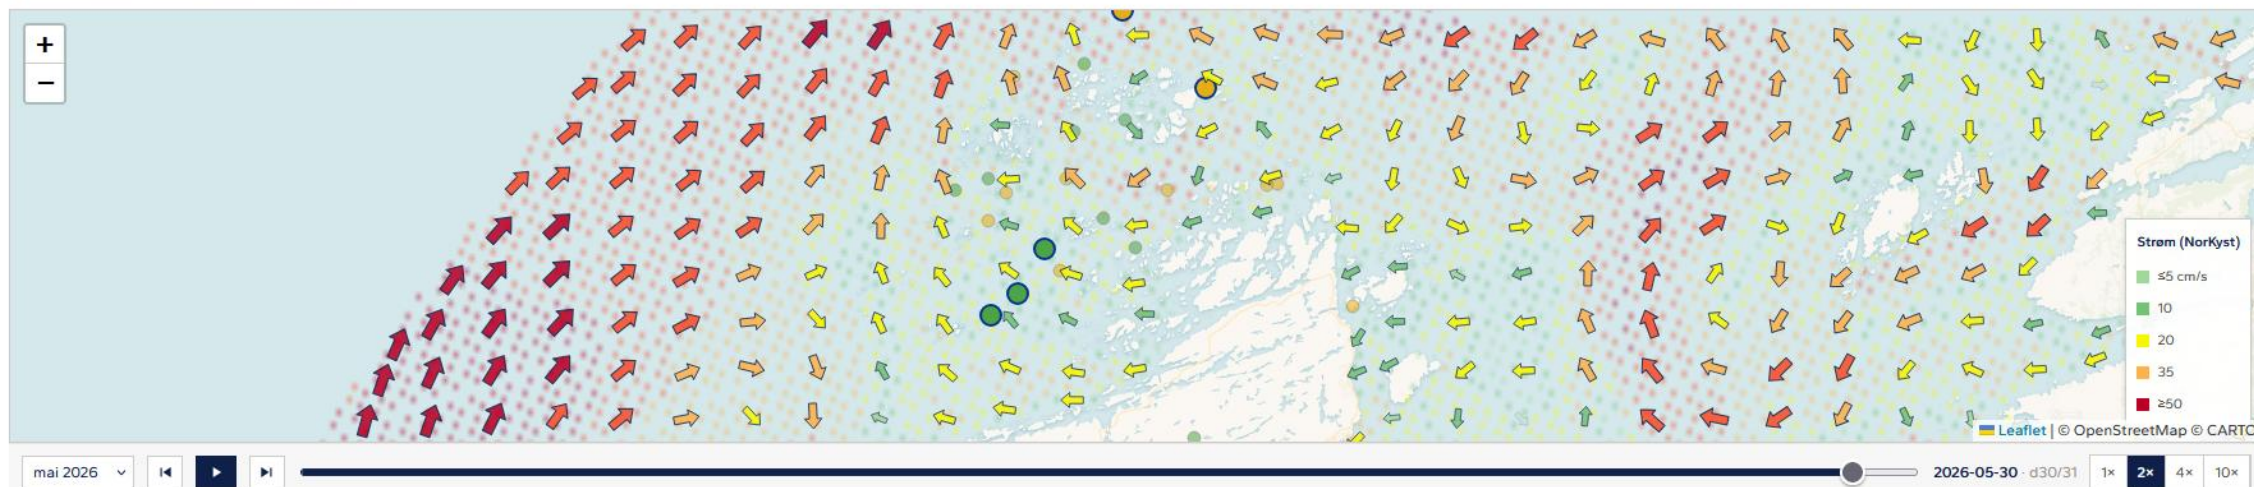 +
−
Strøm (NorKyst)
≤5 cm/s
10
20
35
≥50
Leaflet | © OpenStreetMap © CARTO
mai 2026
2026-05-30 · d30/31
1×
2×
4×
10×